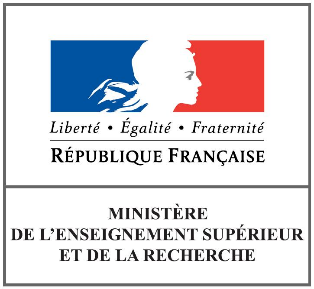 Liberté • Égalité • Fraternité
RÉPUBLIQUE FRANÇAISE
MINISTÈRE
DE L'ENSEIGNEMENT SUPÉRIEUR
ET DE LA RECHERCHE